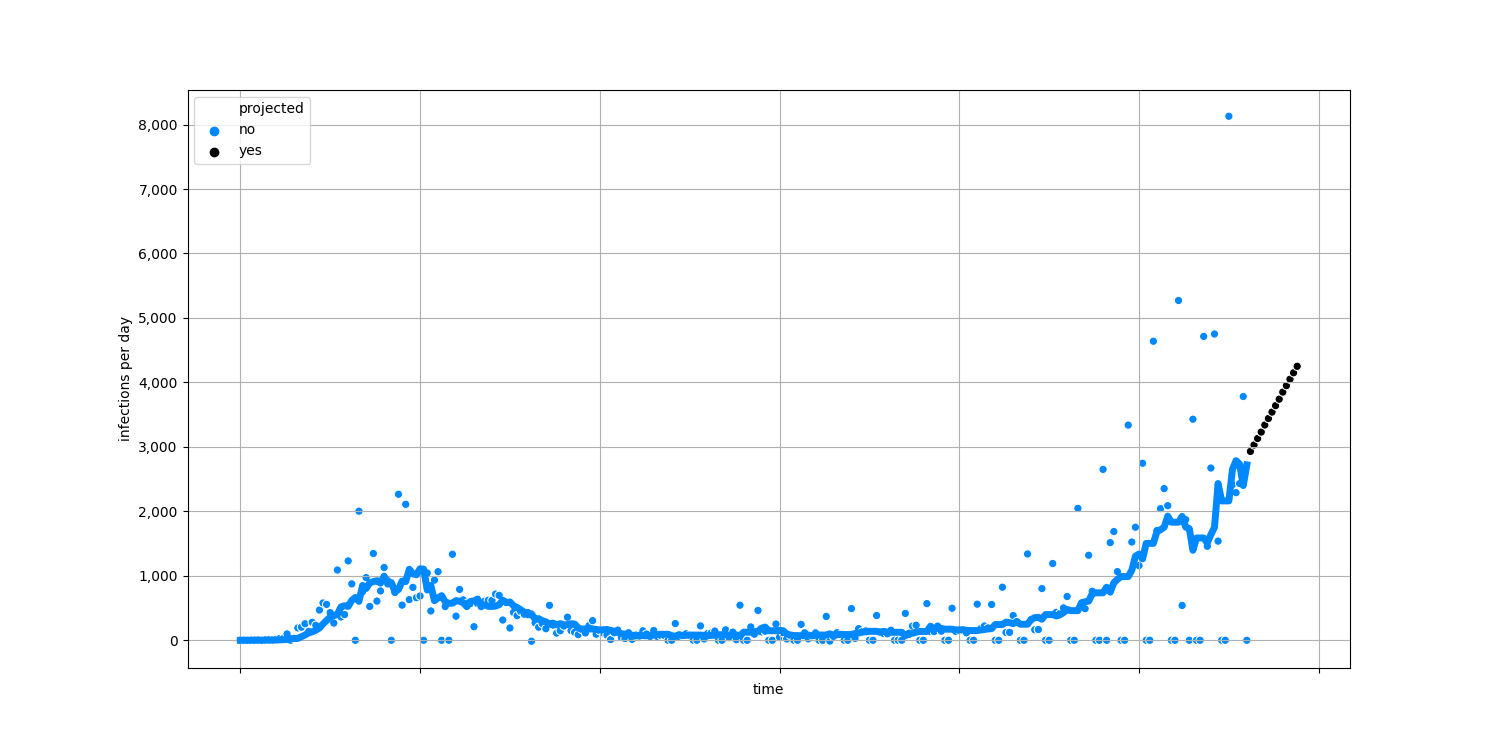 projected
no
yes
8,000
7,000
6,000
5,000
4,000
3,000
2,000
1,000
0
infections per day
time